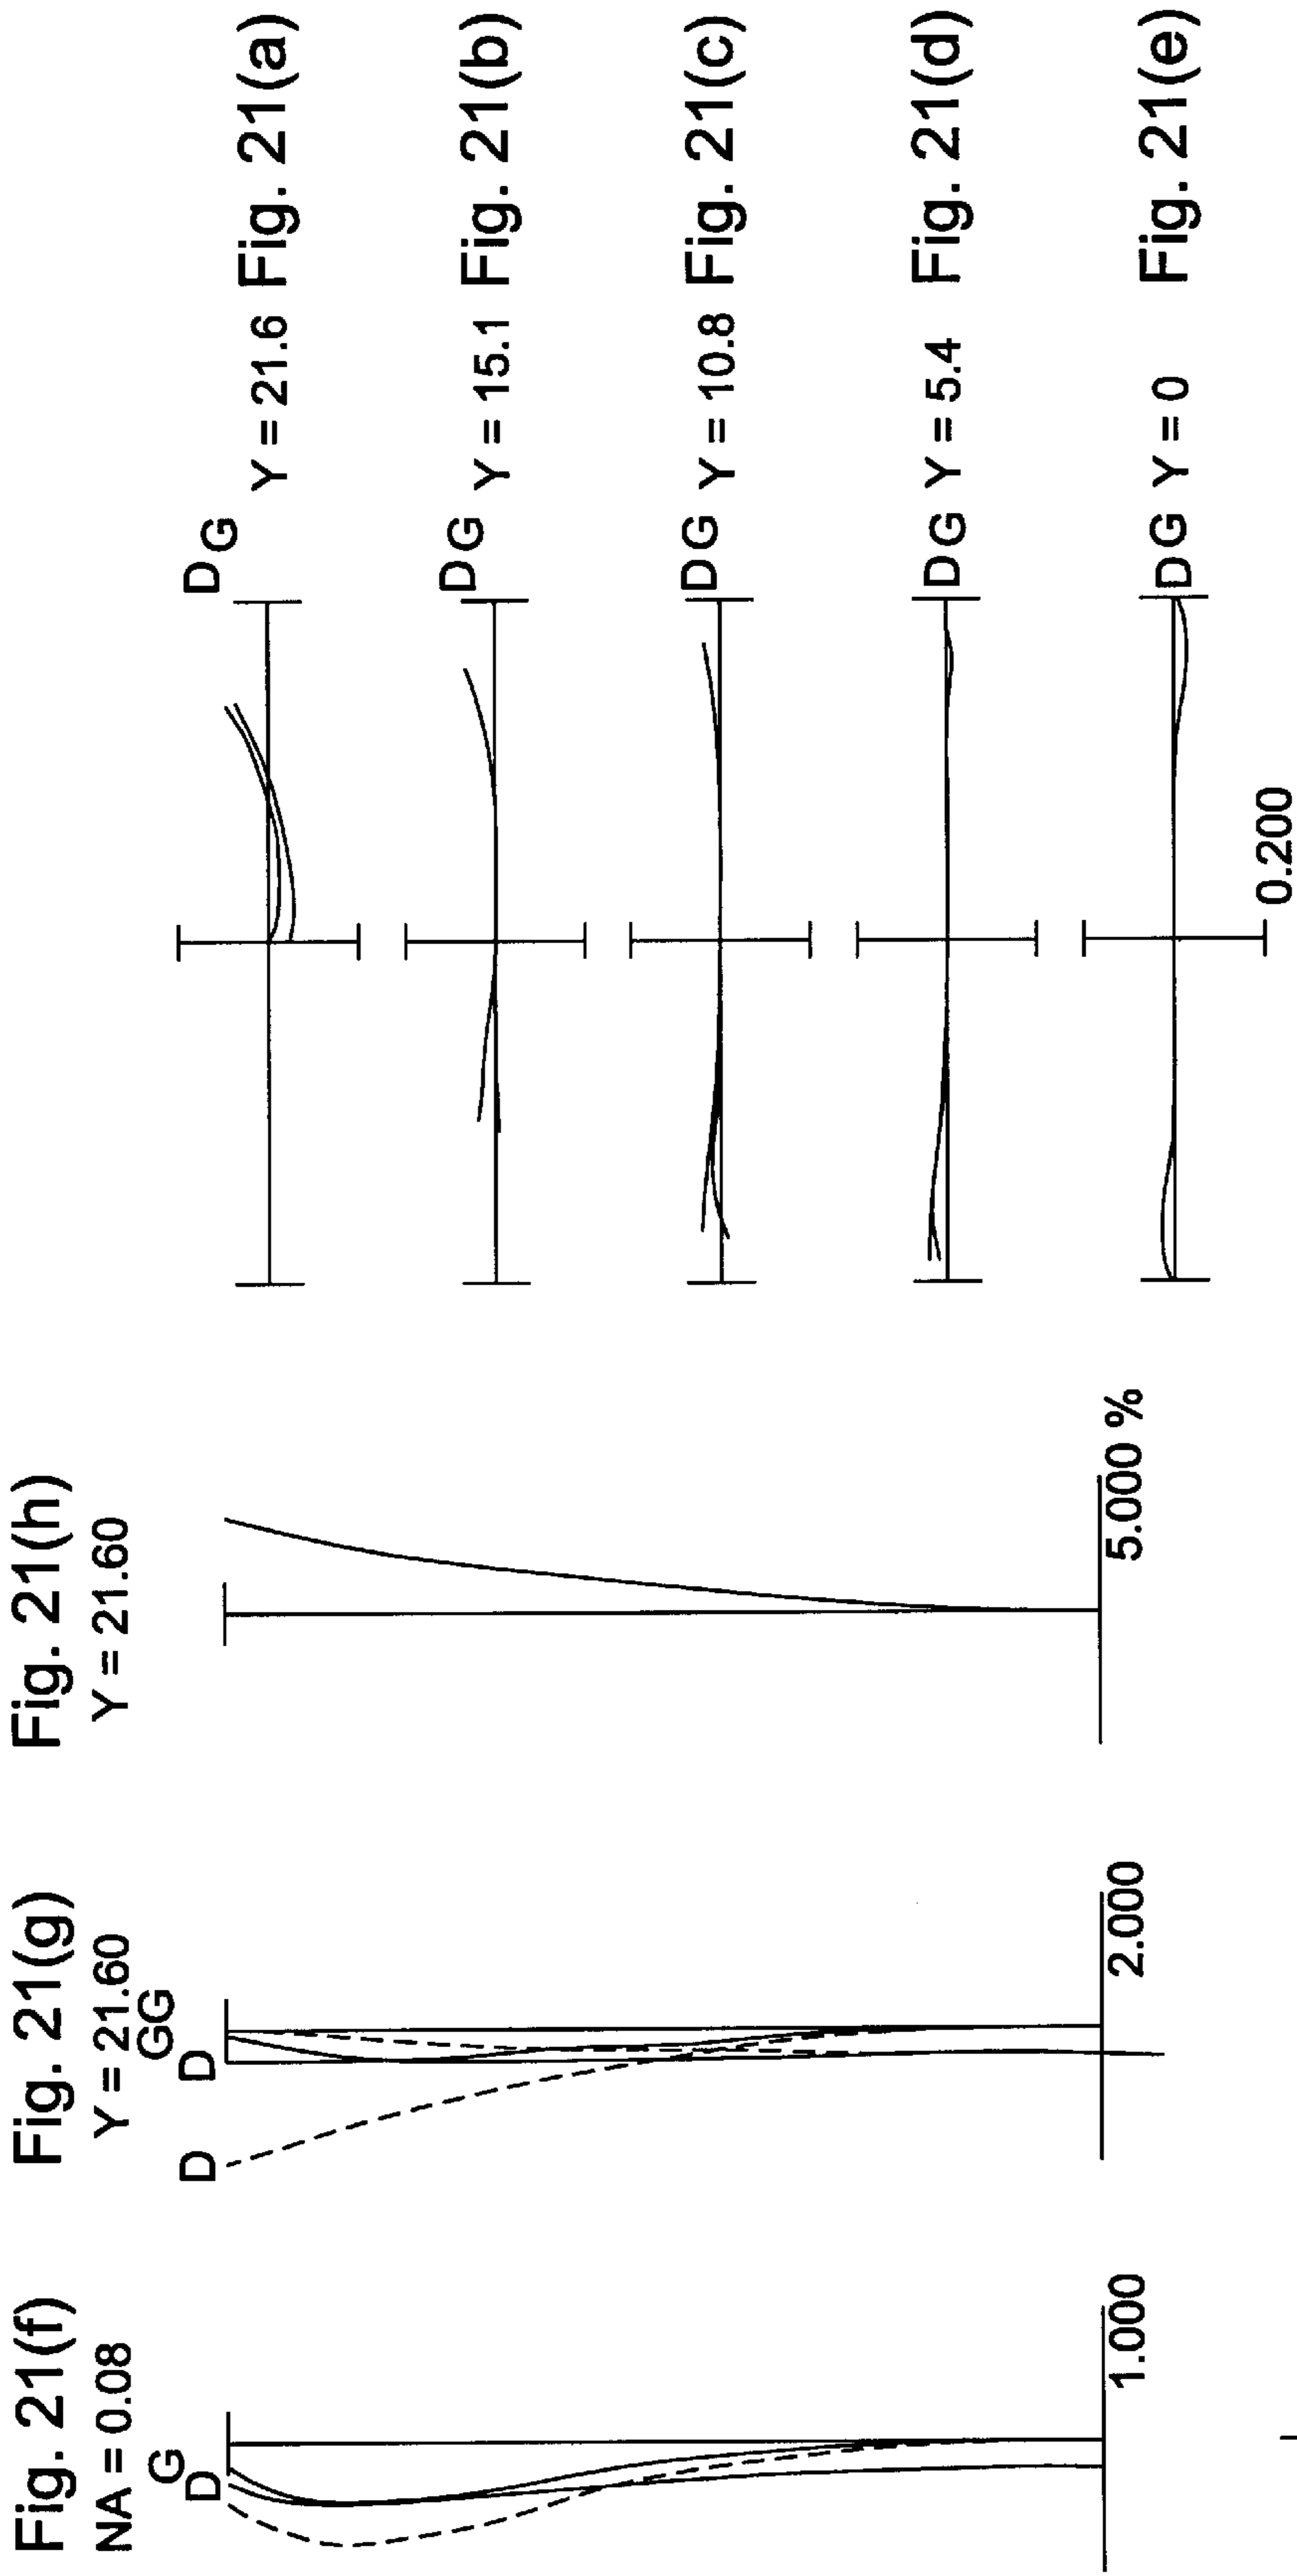 Fig. 21(f)
NA = 0.08
G
D
1.000
Fig. 21(g)
Y = 21.60
GG
D
D
2.000
Fig. 21(h)
Y = 21.60
5.000 %
D
G
Y = 21.6 Fig. 21(a)
D
G
Y = 15.1 Fig. 21(b)
DG Y = 10.8 Fig. 21(c)
DG Y = 5.4 Fig. 21(d)
DG Y = 0 Fig. 21(e)
0.200